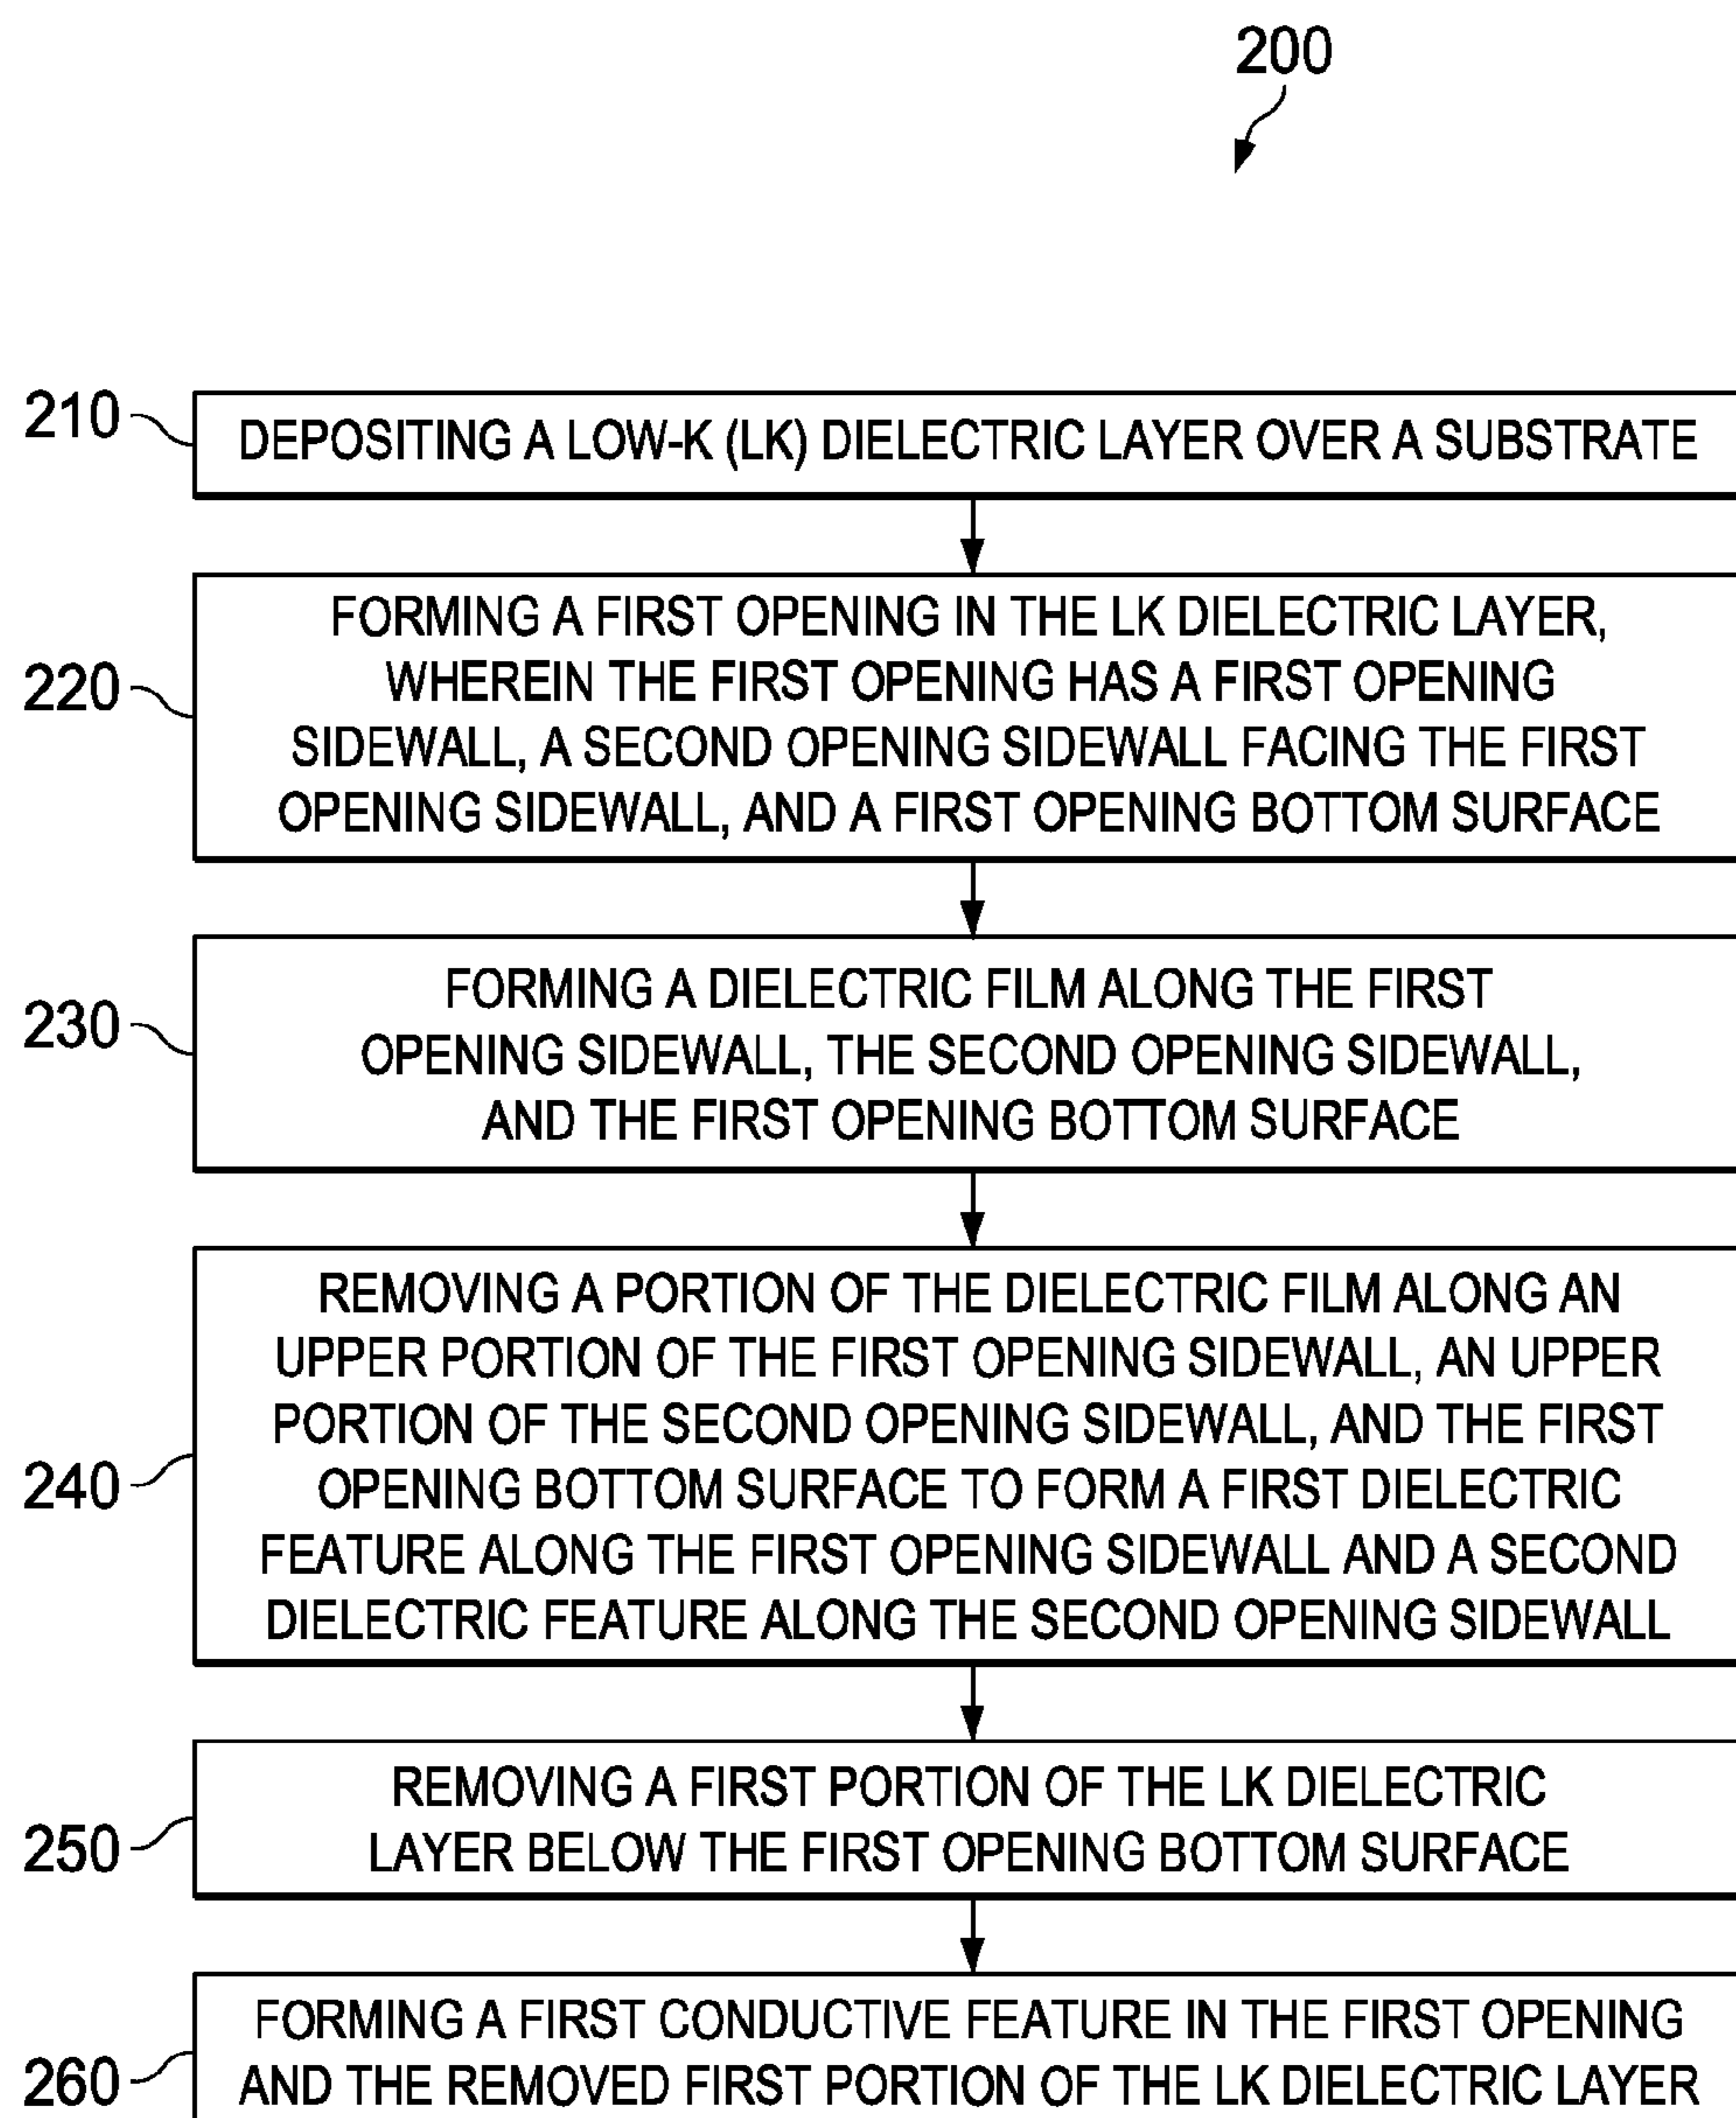 200
210
DEPOSITING A LOW-K (LK) DIELECTRIC LAYER OVER A SUBSTRATE
220
FORMING A FIRST OPENING IN THE LK DIELECTRIC LAYER,
WHEREIN THE FIRST OPENING HAS A FIRST OPENING
SIDEWALL, A SECOND OPENING SIDEWALL FACING THE FIRST
OPENING SIDEWALL, AND A FIRST OPENING BOTTOM SURFACE
230
FORMING A DIELECTRIC FILM ALONG THE FIRST
OPENING SIDEWALL, THE SECOND OPENING SIDEWALL,
AND THE FIRST OPENING BOTTOM SURFACE
240
REMOVING A PORTION OF THE DIELECTRIC FILM ALONG AN
UPPER PORTION OF THE FIRST OPENING SIDEWALL, AN UPPER
PORTION OF THE SECOND OPENING SIDEWALL, AND THE FIRST
OPENING BOTTOM SURFACE TO FORM A FIRST DIELECTRIC
FEATURE ALONG THE FIRST OPENING SIDEWALL AND A SECOND
DIELECTRIC FEATURE ALONG THE SECOND OPENING SIDEWALL
250
REMOVING A FIRST PORTION OF THE LK DIELECTRIC
LAYER BELOW THE FIRST OPENING BOTTOM SURFACE
260
FORMING A FIRST CONDUCTIVE FEATURE IN THE FIRST OPENING
AND THE REMOVED FIRST PORTION OF THE LK DIELECTRIC LAYER